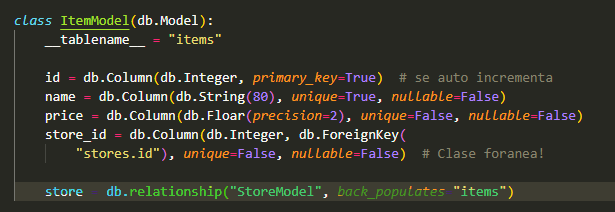 class ItemModel(db.Model):
    __tablename__ = "items"

    id = db.Column(db.Integer, primary_key=True)  # se auto incrementa
    name = db.Column(db.String(80), unique=True, nullable=False)
    price = db.Column(db.Floar(precision=2), unique=False, nullable=False)
    store_id = db.Column(db.Integer, db.ForeignKey(
        "stores.id"), unique=False, nullable=False)  # Clase foranea!

    store   db.relationship("StoreModel", back_populates "items")